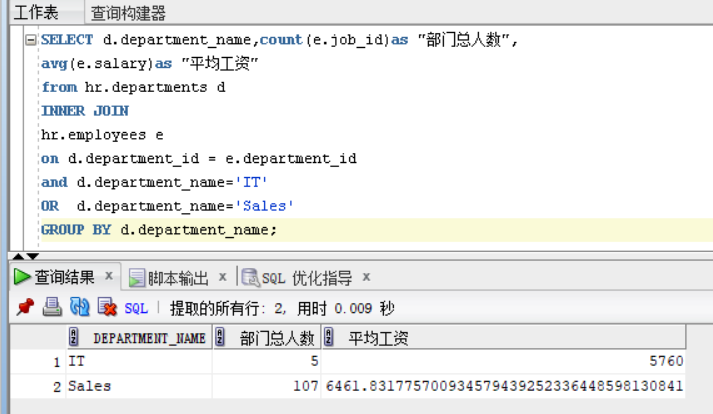 工作表 查询构建器
SELECT d.department_name,count(e.job_id)as "部门总人数",
avg(e.salary)as "平均工资"
from hr.departments d
INNER JOIN
hr.employees e
on d.department_id = e.department_id
and d.department_name='IT'
OR  d.department_name='Sales'
GROUP BY d.department_name;
查询结果 x 脚本输出 x SQL 优化指导 x
SQL | 提取的所有行: 2, 用时 0.009 秒
DEPARTMENT_NAME 部门总人数 平均工资
1 IT 5 5760
2 Sales 107 6461.831775700934579439252336448598130841